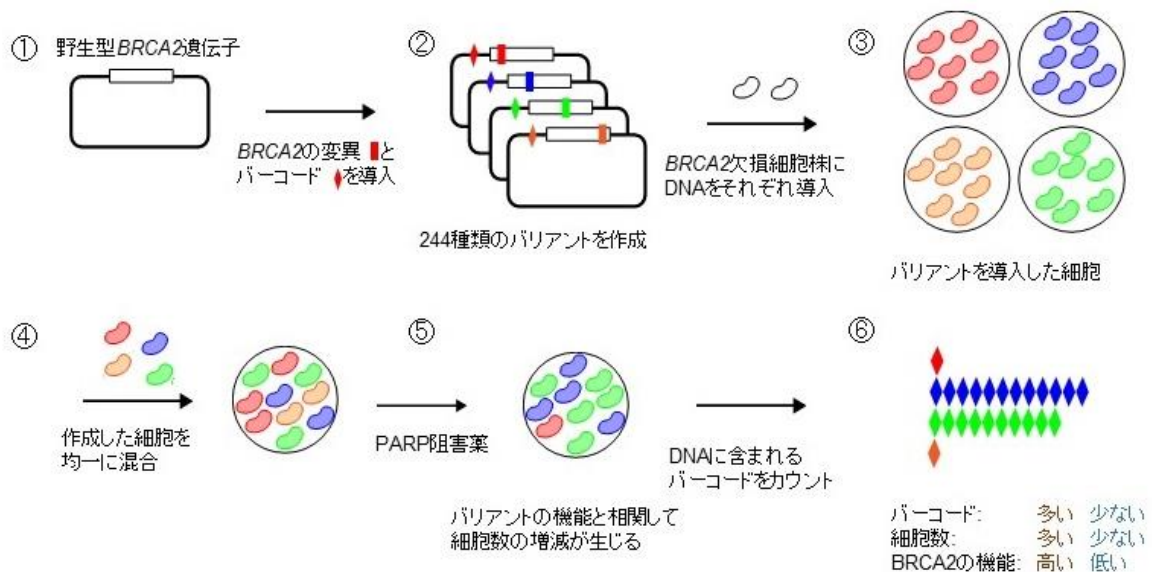 ① 野生型BRCA2遺伝子
BRCA2の変異 と
バーコード を導入
②
244種類のバリアントを作成
BRCA2欠損細胞株に
DNAをそれぞれ導入
③
バリアントを導入した細胞
④
作成した細胞を
均一に混合
PARP阻害薬
⑤
バリアントの機能と相関して
細胞数の増減が生じる
DNAに含まれる
バーコードをカウント
⑥
バーコード: 多い 少ない
細胞数: 多い 少ない
BRCA2の機能: 高い 低い